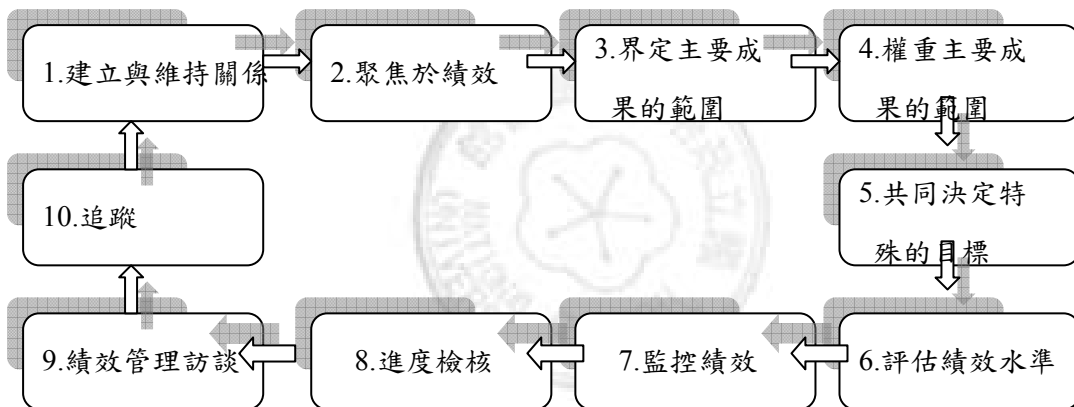 1.建立與維持關係
2.聚焦於績效
3.界定主要成
果的範圍
4.權重主要成
果的範圍
5.共同決定特
殊的目標
6.評估績效水準
7.監控績效
8.進度檢核
9.績效管理訪談
10.追蹤